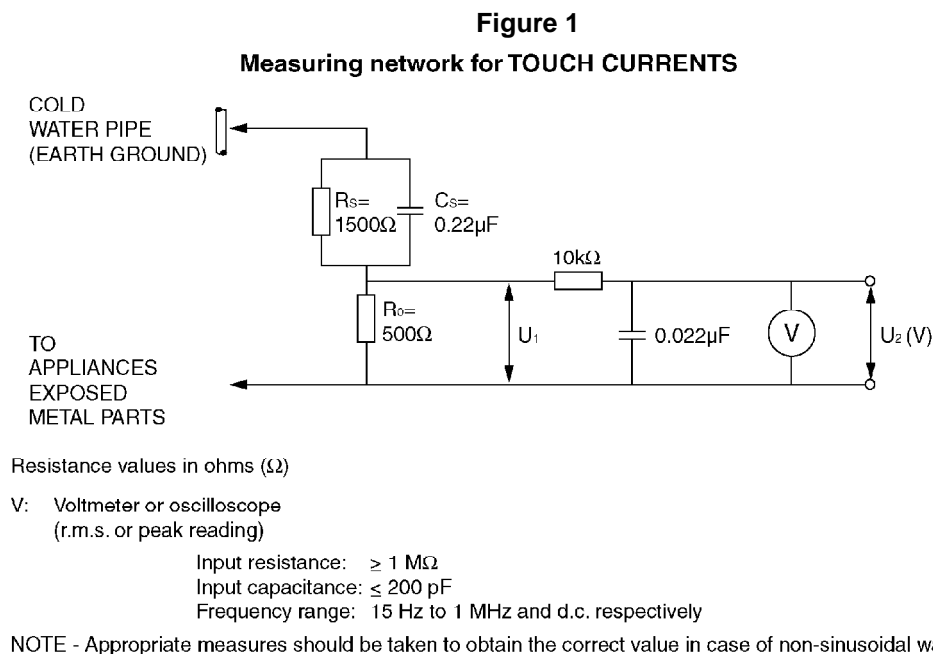 Figure 1
Measuring network for TOUCH CURRENTS
COLD
WATER PIPE
(EARTH GROUND)
Rs=
1500Ω
Cs=
0.22µF
10kΩ
Ro=
500Ω
U1
0.022µF
V
U2 (V)
TO
APPLIANCES
EXPOSED
METAL PARTS
Resistance values in ohms (Ω)
V: Voltmeter or oscilloscope
(r.m.s. or peak reading)
Input resistance: ≥ 1 MΩ
Input capacitance: ≤ 200 pF
Frequency range: 15 Hz to 1 MHz and d.c. respectively
NOTE - Appropriate measures should be taken to obtain the correct value in case of non-sinusoidal